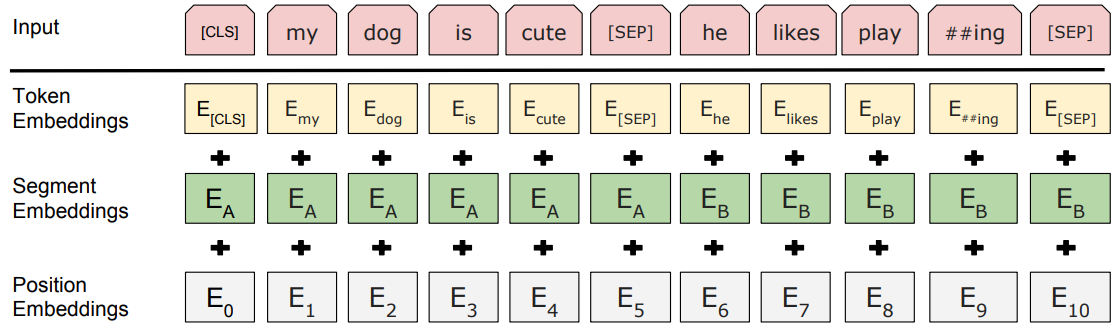 Input [CLS] my dog is cute [SEP] he likes play ##ing [SEP]
Token Embeddings E[CLS] Emy Edog Eis Ecute E[SEP] Ehe Elikes Eplay E##ing E[SEP]
+ + + + + + + + + + +
Segment Embeddings EA EA EA EA EA EA EB EB EB EB EB
+ + + + + + + + + + +
Position Embeddings E0 E1 E2 E3 E4 E5 E6 E7 E8 E9 E10